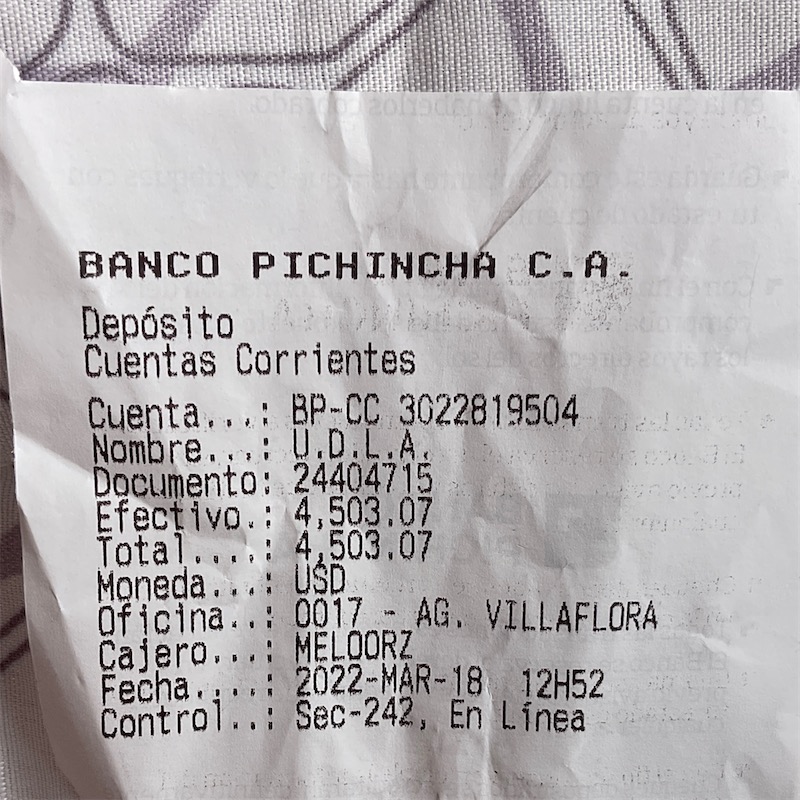 BANCO PICHINCHA C.A.
Depósito
Cuentas Corrientes
Cuenta...: BP-CC 3022819504
Nombre...: U.D.L.A.
Documento: 24404715
Efectivo.: 4,503.07
Total....: 4,503.07
Moneda...: USD
Oficina..: 0017 - AG. VILLAFLORA
Cajero...: MELOORZ
Fecha....: 2022-MAR-18 12H52
Control..: Sec-242, En Línea